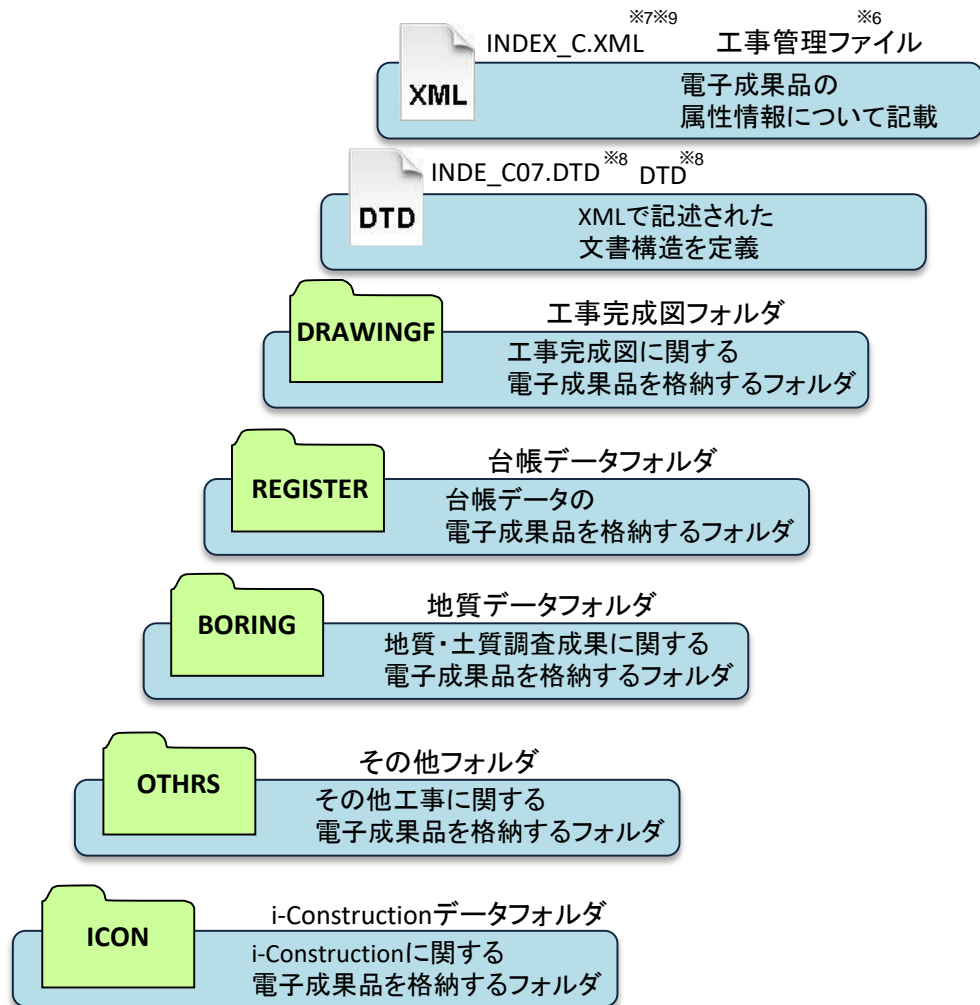 ※7※9 ※6
INDEX_C.XML 工事管理ファイル
XML
電子成果品の
属性情報について記載
INDE_C07.DTD※8 DTD※8
DTD
XMLで記述された
文書構造を定義
工事完成図フォルダ
DRAWINGF
工事完成図に関する
電子成果品を格納するフォルダ
台帳データフォルダ
REGISTER
台帳データの
電子成果品を格納するフォルダ
地質データフォルダ
BORING
地質・土質調査成果に関する
電子成果品を格納するフォルダ
その他フォルダ
OTHRS
その他工事に関する
電子成果品を格納するフォルダ
i-Constructionデータフォルダ
ICON
i-Constructionに関する
電子成果品を格納するフォルダ